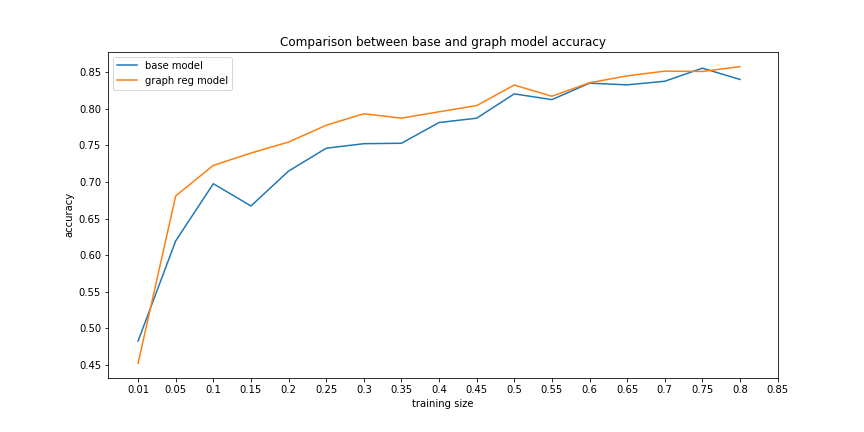 Comparison between base and graph model accuracy
base model
graph reg model
0.85
0.80
0.75
0.70
0.65
0.60
0.55
0.50
0.45
accuracy
0.01 0.05 0.1 0.15 0.2 0.25 0.3 0.35 0.4 0.45 0.5 0.55 0.6 0.65 0.7 0.75 0.8 0.85
training size